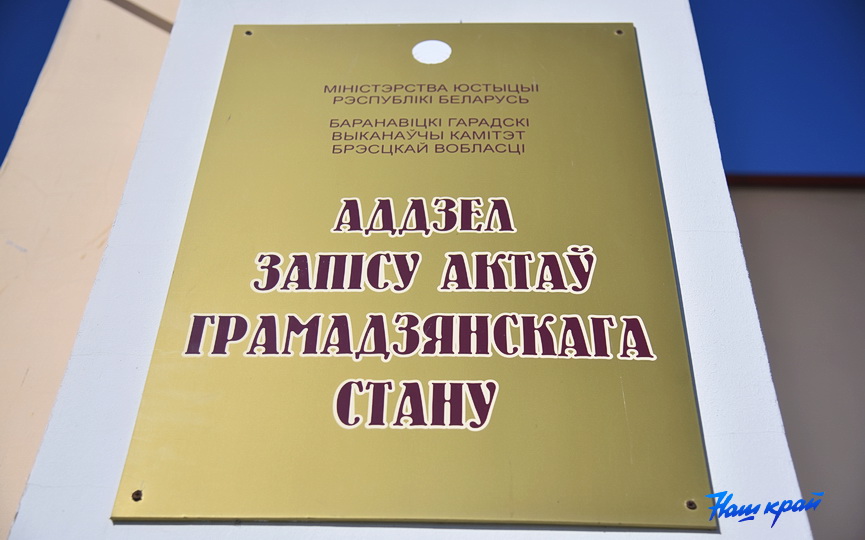 МІНІСТЭРСТВА ЮСТЫЦЫІ
РЭСПУБЛІКІ БЕЛАРУСЬ
БАРАНАВІЦКІ ГАРАДСКІ
ВЫКАНАЎЧЫ КАМІТЭТ
БРЭСЦКАЙ ВОБЛАСЦІ
АДДЗЕЛ
ЗАПІСУ АКТАЎ
ГРАМАДЗЯНСКАГА
СТАНУ
Наш край